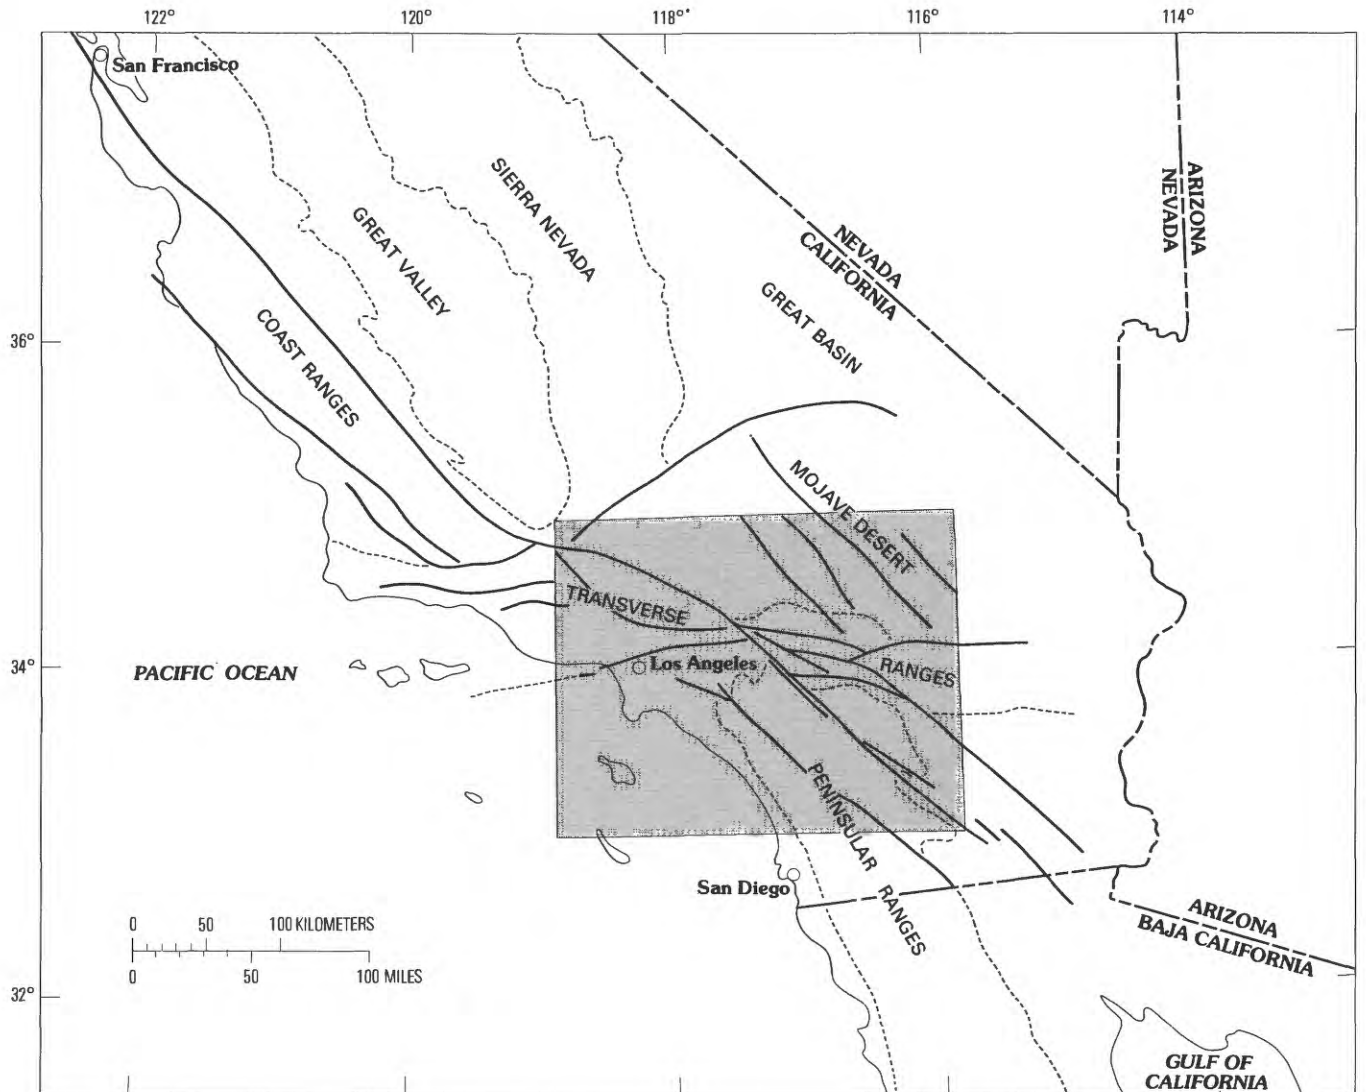 122°
120°
118°
116°
114°
San Francisco
ARIZONA
NEVADA
SIERRA NEVADA
GREAT VALLEY
NEVADA
CALIFORNIA
GREAT BASIN
36°
COAST RANGES
MOJAVE DESERT
TRANSVERSE
34°
Los Angeles
RANGES
PACIFIC OCEAN
PENINSULAR
San Diego
RANGES
ARIZONA
BAJA CALIFORNIA
0 50 100 KILOMETERS
0 50 100 MILES
32°
GULF OF
CALIFORNIA